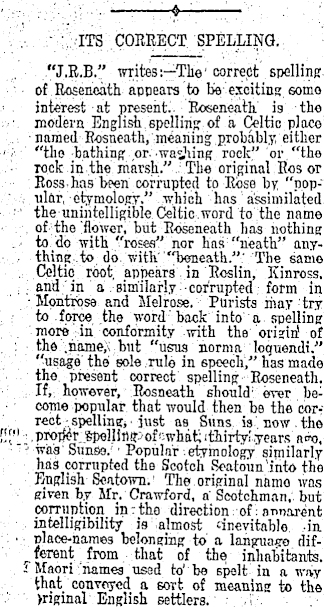 ITS CORRECT SPELLING.
"J.R.B." writes:—The correct spelling
of Roseneath appears to be exciting some
interest at present. Roseneath is the
modern English spelling of a Celtic place
named Rosneath, meaning probably either
"the bathing or washing rock" or "the
rock in the marsh." The original Ros or
Ross has been corrupted to Rose by "pop-
ular etymology," which has assimilated
the unintelligible Celtic word to the name
of the flower, but Roseneath has nothing
to do with "roses" nor has "neath" any-
thing to do with "beneath." The same
Celtic root appears in Roslin, Kinross,
and in a similarly corrupted form in
Montrose and Melrose. Purists may try
to force the word back into a spelling
more in conformity with the origin of
the name, but "usus norma loquendi,"
"usage the sole rule in speech," has made
the present correct spelling Roseneath.
If, however, Rosneath should ever be-
come popular that would then be the cor-
rect spelling, just as Suns is now the
proper spelling of what, thirty years ago,
was Sunse. Popular etymology similarly
has corrupted the Scotch Seatoun into the
English Seatown. The original name was
given by Mr. Crawford, a Scotchman, but
corruption in the direction of apparent
intelligibility is almost inevitable in
place-names belonging to a language dif-
ferent from that of the inhabitants.
Maori names used to be spelt in a way
that conveyed a sort of meaning to the
original English settlers.